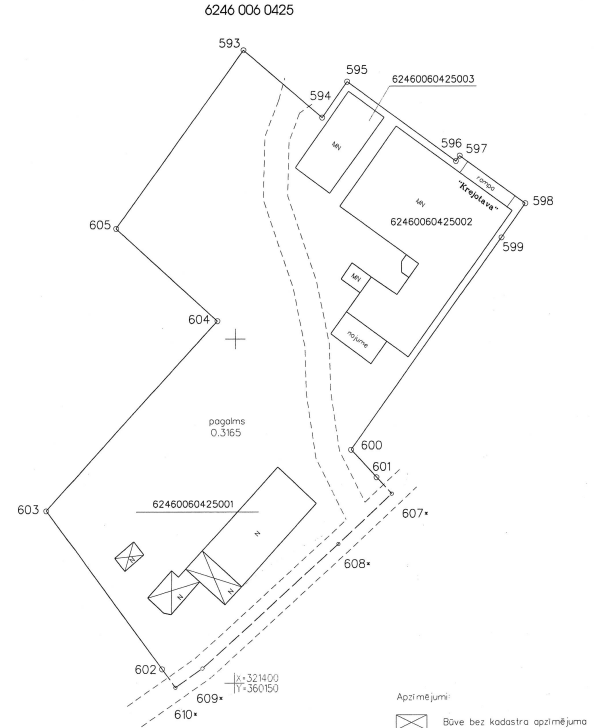 6246 006 0425
593
595
62460060425003
594
MN
596 597
rampa
"Krejotava"
MN
598
62460060425002
605
599
MN
604
nojume
pagalms
0.3165
600
601
62460060425001
603
607*
N
N
608*
N
N
602
X=321400
Y=360150
609*
610*
Apzīmējumi:
Būve bez kadastra apzīmējuma